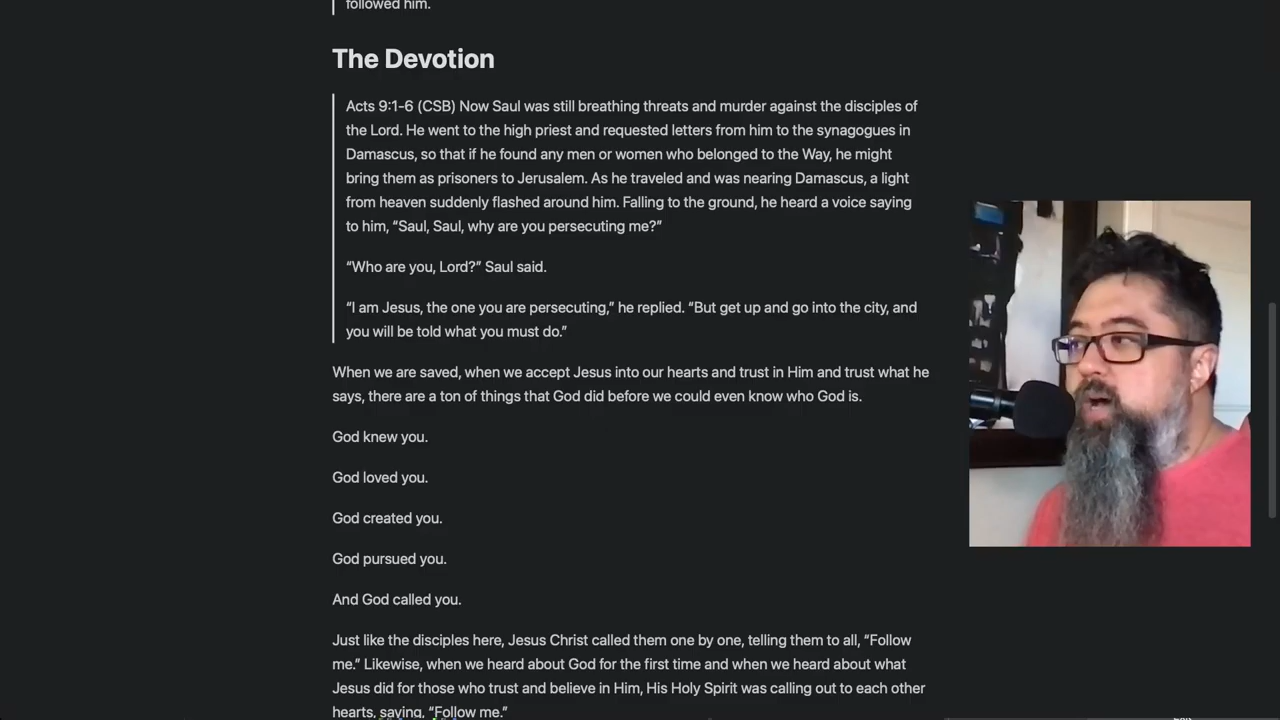 followed him.
The Devotion
Acts 9:1-6 (CSB) Now Saul was still breathing threats and murder against the disciples of
the Lord. He went to the high priest and requested letters from him to the synagogues in
Damascus, so that if he found any men or women who belonged to the Way, he might
bring them as prisoners to Jerusalem. As he traveled and was nearing Damascus, a light
from heaven suddenly flashed around him. Falling to the ground, he heard a voice saying
to him, “Saul, Saul, why are you persecuting me?”
“Who are you, Lord?” Saul said.
“I am Jesus, the one you are persecuting,” he replied. “But get up and go into the city, and
you will be told what you must do.”
When we are saved, when we accept Jesus into our hearts and trust in Him and trust what he
says, there are a ton of things that God did before we could even know who God is.
God knew you.
God loved you.
God created you.
God pursued you.
And God called you.
Just like the disciples here, Jesus Christ called them one by one, telling them to all, “Follow
me.” Likewise, when we heard about God for the first time and when we heard about what
Jesus did for those who trust and believe in Him, His Holy Spirit was calling out to each other
hearts, saying, “Follow me.”